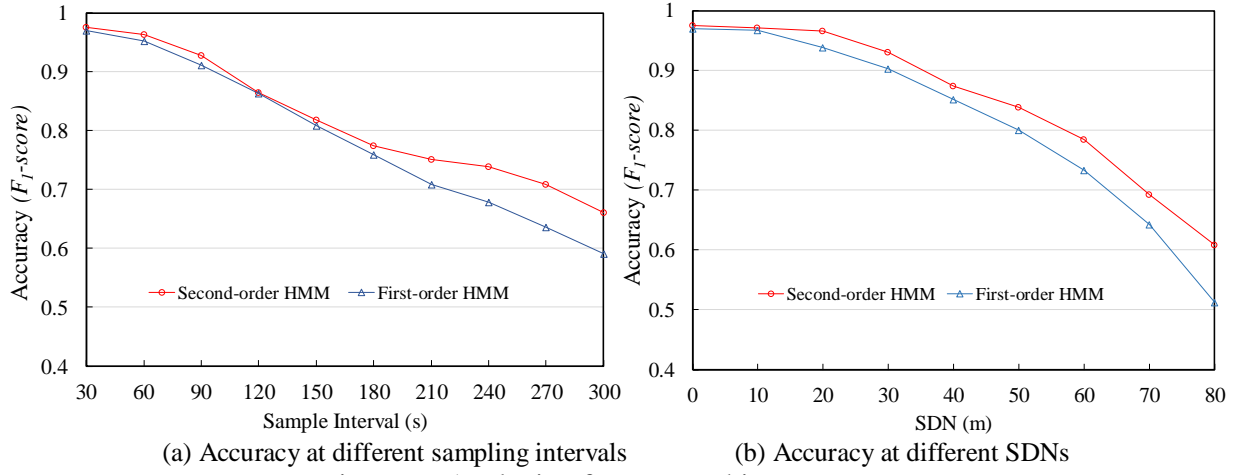 1
0.9
0.8
0.7
0.6
0.5
0.4
Accuracy (F1-score)
Second-order HMM
First-order HMM
30 60 90 120 150 180 210 240 270 300
Sample Interval (s)
(a) Accuracy at different sampling intervals
1
0.9
0.8
0.7
0.6
0.5
0.4
Accuracy (F1-score)
Second-order HMM
First-order HMM
0 10 20 30 40 50 60 70 80
SDN (m)
(b) Accuracy at different SDNs